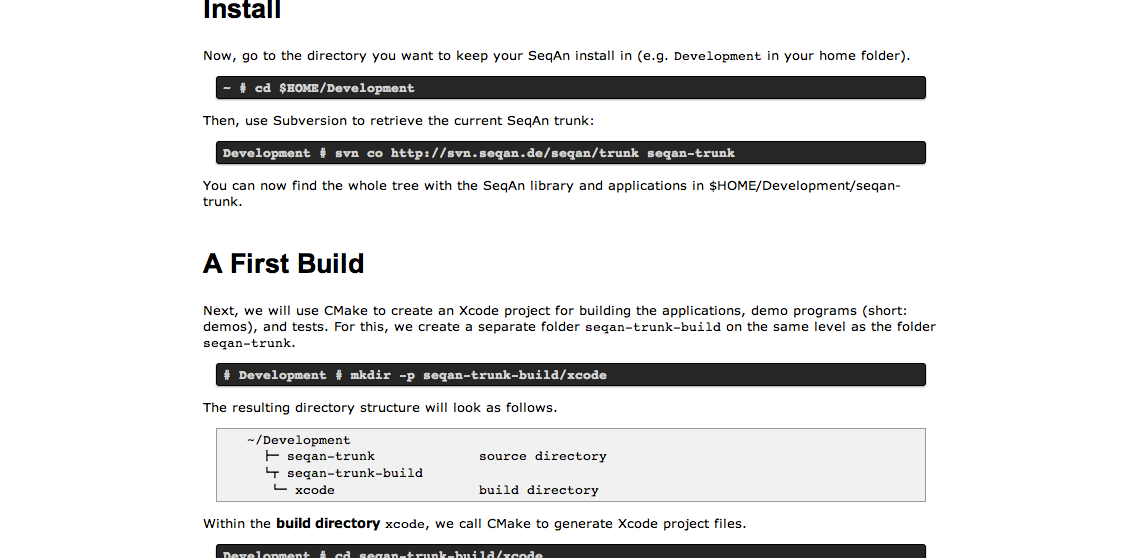 Install
Now, go to the directory you want to keep your SeqAn install in (e.g. Development in your home folder).
~ # cd $HOME/Development
Then, use Subversion to retrieve the current SeqAn trunk:
Development # svn co http://svn.seqan.de/seqan/trunk seqan-trunk
You can now find the whole tree with the SeqAn library and applications in $HOME/Development/seqan-
trunk.
A First Build
Next, we will use CMake to create an Xcode project for building the applications, demo programs (short:
demos), and tests. For this, we create a separate folder seqan-trunk-build on the same level as the folder
seqan-trunk.
# Development # mkdir -p seqan-trunk-build/xcode
The resulting directory structure will look as follows.
~/Development
├─ seqan-trunk source directory
└┬ seqan-trunk-build
└─ xcode build directory
Within the build directory xcode, we call CMake to generate Xcode project files.
Development # cd seqan-trunk-build/xcode